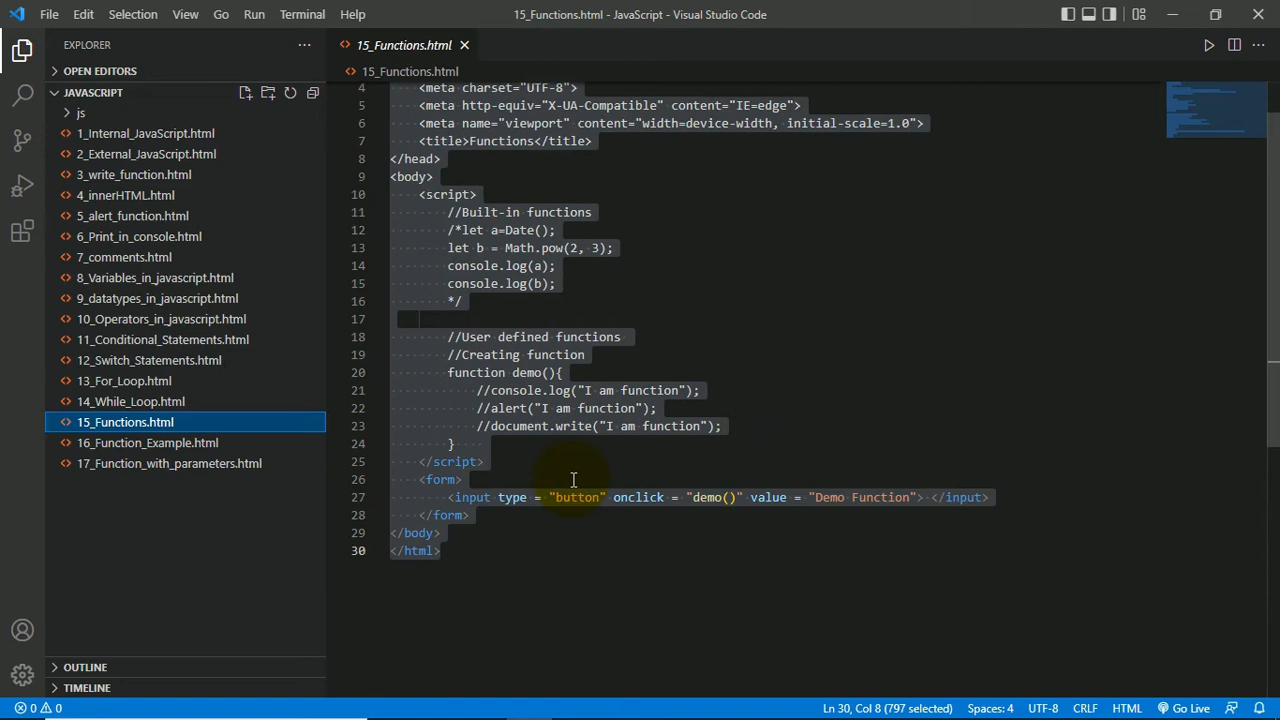 File Edit Selection View Go Run Terminal Help 15_Functions.html - JavaScript - Visual Studio Code
EXPLORER
OPEN EDITORS
JAVASCRIPT
js
1_Internal_JavaScript.html
2_External_JavaScript.html
3_write_function.html
4_innerHTML.html
5_alert_function.html
6_Print_in_console.html
7_comments.html
8_Variables_in_javascript.html
9_datatypes_in_javascript.html
10_Operators_in_javascript.html
11_Conditional_Statements.html
12_Switch_Statements.html
13_For_Loop.html
14_While_Loop.html
15_Functions.html
16_Function_Example.html
17_Function_with_parameters.html
OUTLINE
TIMELINE
15_Functions.html
15_Functions.html
4 <meta charset="UTF-8">
5 <meta http-equiv="X-UA-Compatible" content="IE=edge">
6 <meta name="viewport" content="width=device-width, initial-scale=1.0">
7 <title>Functions</title>
8 </head>
9 <body>
10 <script>
11 //Built-in functions
12 /*let a=Date();
13 let b = Math.pow(2, 3);
14 console.log(a);
15 console.log(b);
16 */
17
18 //User defined functions
19 //Creating function
20 function demo(){
21 //console.log("I am function");
22 //alert("I am function");
23 //document.write("I am function");
24 }
25 </script>
26 <form>
27 <input type = "button" onclick = "demo()" value = "Demo Function"> </input>
28 </form>
29 </body>
30 </html>
0 0 Ln 30, Col 8 (797 selected) Spaces: 4 UTF-8 CRLF HTML Go Live